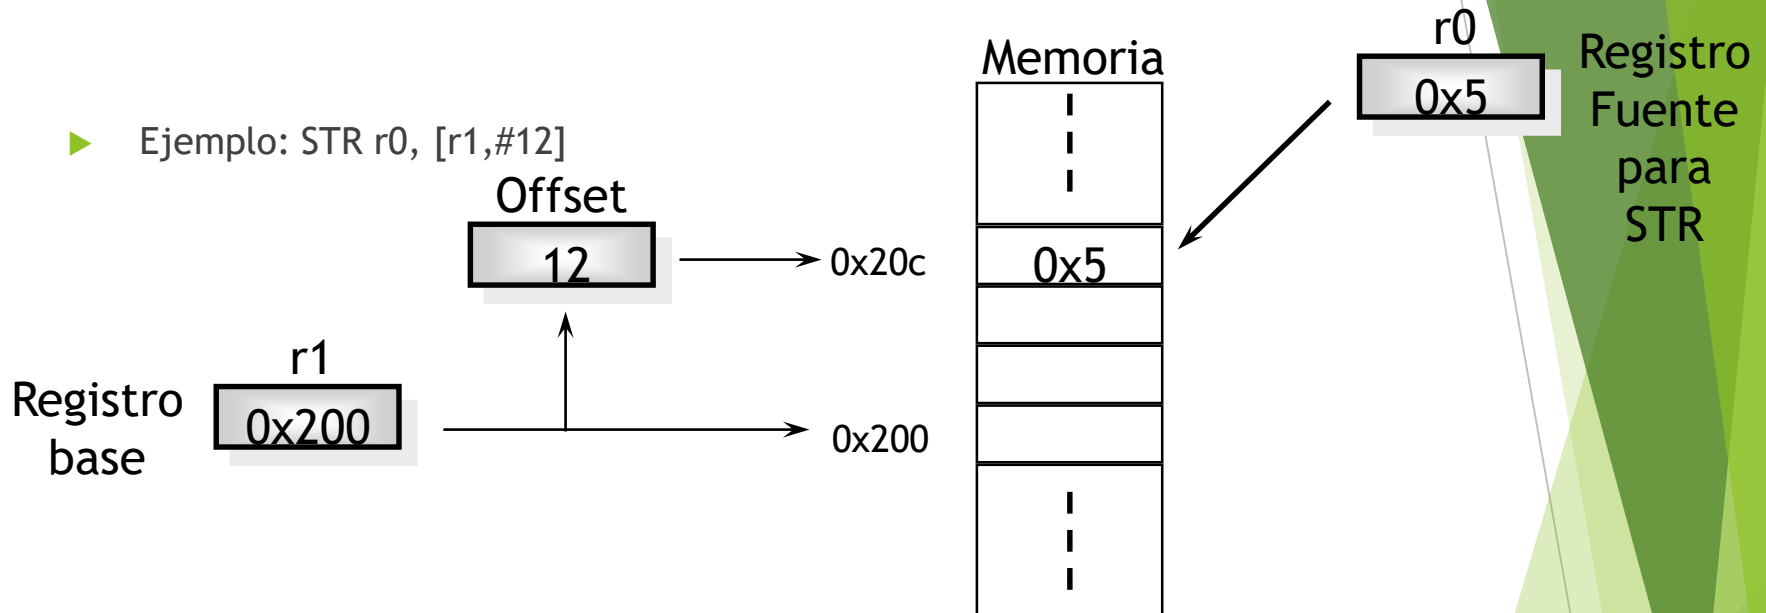 Ejemplo: STR r0, [r1,#12]
Offset
12
r1
Registro
base
0x200
0x20c
0x200
Memoria
0x5
r0
0x5
Registro
Fuente
para
STR